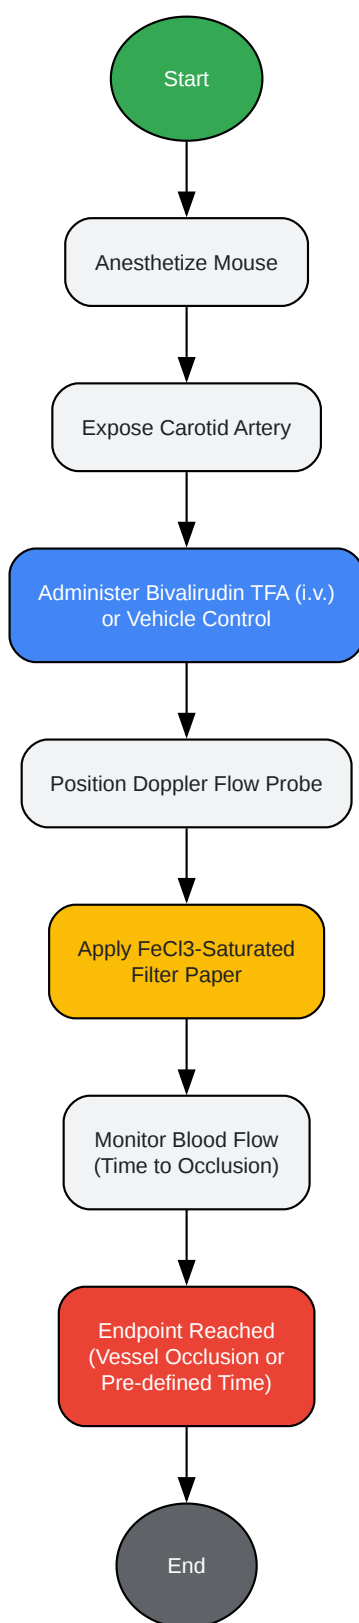 Start
Anesthetize Mouse
Expose Carotid Artery
Administer Bivalirudin TFA (i.v.)
or Vehicle Control
Position Doppler Flow Probe
Apply FeCl3-Saturated
Filter Paper
Monitor Blood Flow
(Time to Occlusion)
Endpoint Reached
(Vessel Occlusion or
Pre-defined Time)
End